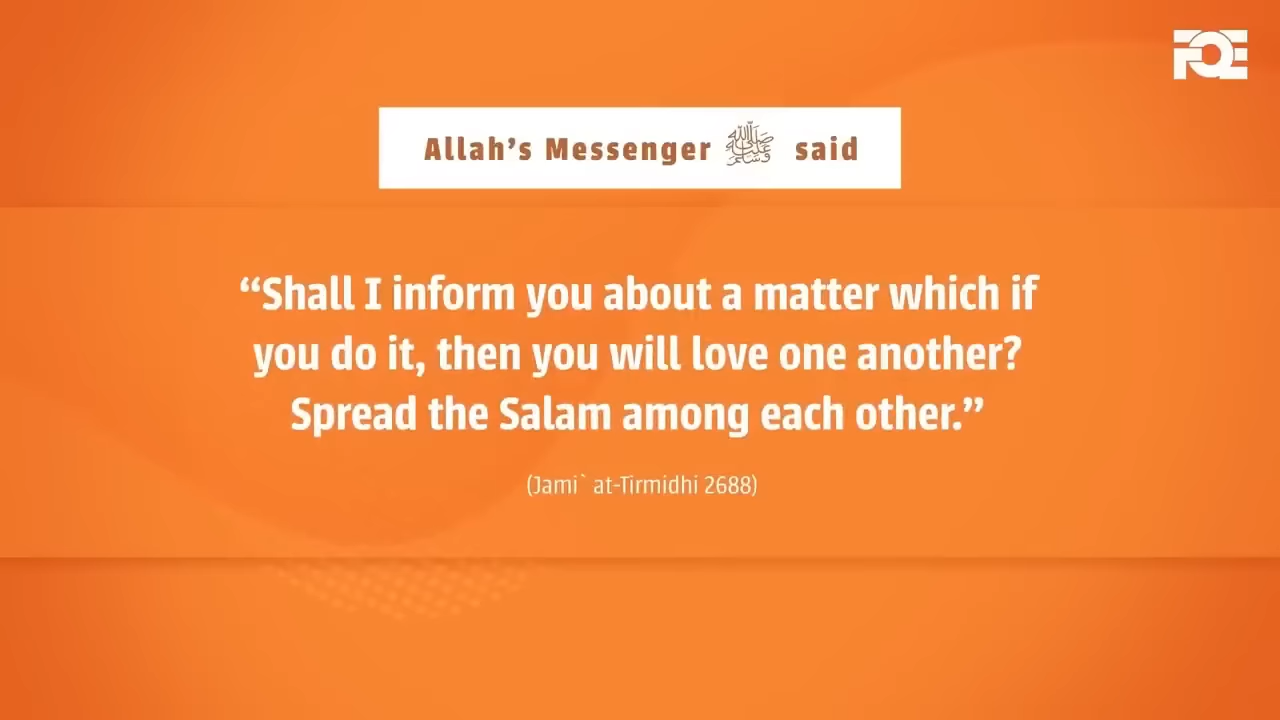 FQE
Allah’s Messenger ﷺ said
“Shall I inform you about a matter which if
you do it, then you will love one another?
Spread the Salam among each other.”
(Jami` at-Tirmidhi 2688)